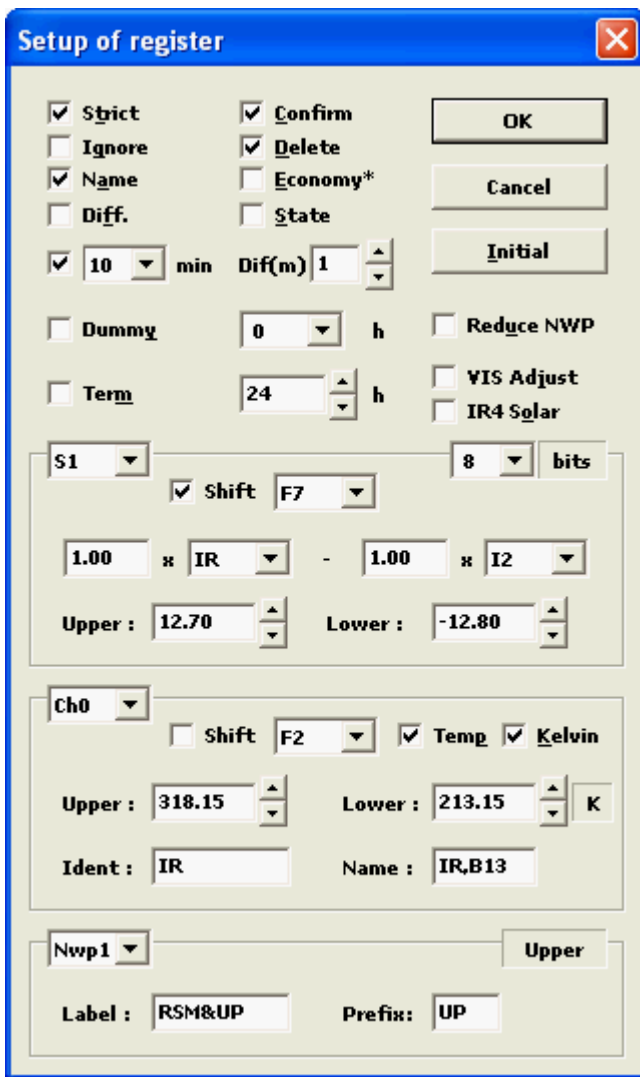 Setup of register
Strict Confirm OK
Ignore Delete
Name Economy* Cancel
Diff. State
10 min Dif(m) 1 Initial
Dummy 0 h Reduce NWP
Term 24 h VIS Adjust
IR4 Solar
S1 8 bits
Shift F7
1.00 x IR - 1.00 x I2
Upper : 12.70 Lower : -12.80
Ch0
Shift F2 Temp Kelvin
Upper : 318.15 Lower : 213.15 K
Ident : IR Name : IR,B13
Nwp1 Upper
Label : RSM&UP Prefix: UP